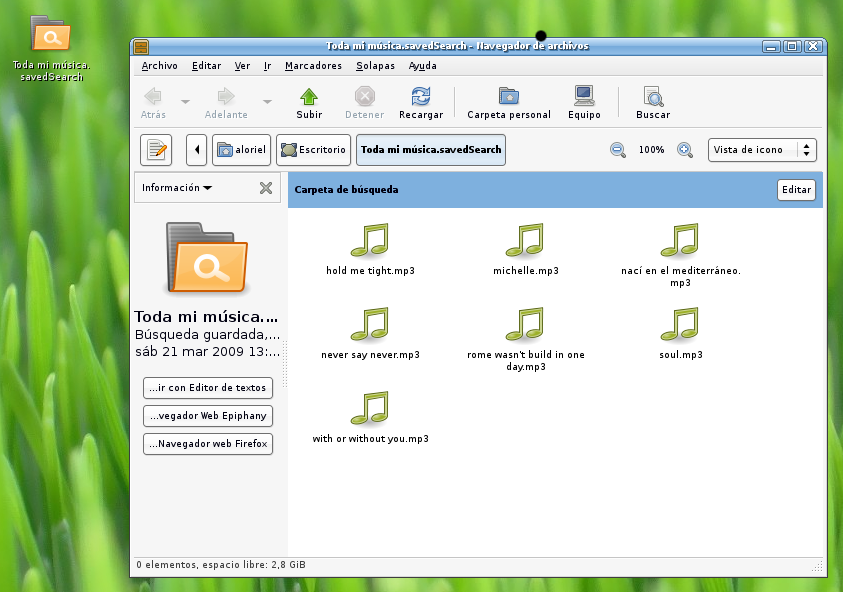 Toda mi música.
savedSearch
Toda mi música.savedSearch - Navegador de archivos
Archivo Editar Ver Ir Marcadores Solapas Ayuda
Atrás Adelante Subir Detener Recargar Carpeta personal Equipo Buscar
aloriel Escritorio Toda mi música.savedSearch 100% Vista de icono
Información
Carpeta de búsqueda Editar
hold me tight.mp3 michelle.mp3 nací en el mediterráneo.
mp3
Toda mi música....
Búsqueda guardada,...
sáb 21 mar 2009 13:...
never say never.mp3 rome wasn't build in one soul.mp3
day.mp3
...ir con Editor de textos
...vegador Web Epiphany
...Navegador web Firefox
with or without you.mp3
0 elementos, espacio libre: 2,8 GiB